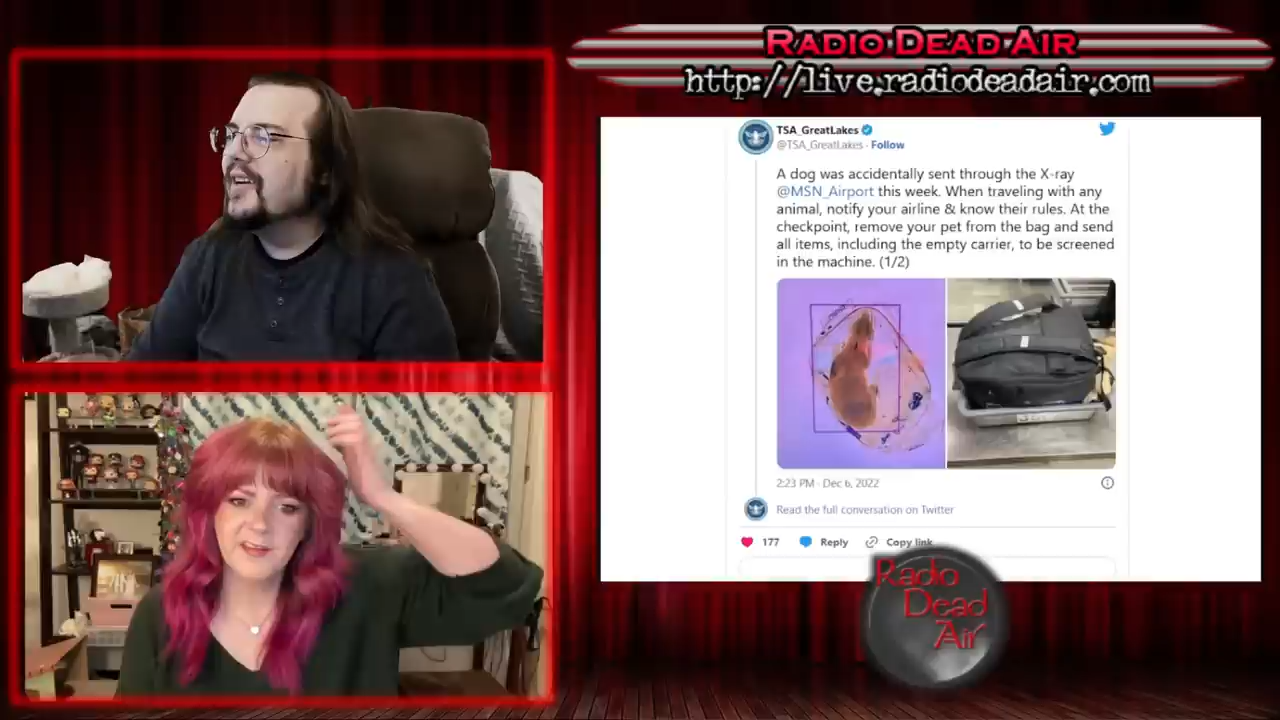 Radio Dead Air
http://live.radiodeadair.com
TSA_GreatLakes
@TSA_GreatLakes · Follow
A dog was accidentally sent through the X-ray
@MSN_Airport this week. When traveling with any
animal, notify your airline & know their rules. At the
checkpoint, remove your pet from the bag and send
all items, including the empty carrier, to be screened
in the machine. (1/2)
2:23 PM · Dec 6, 2022
Read the full conversation on Twitter
177 Reply Copy link
Radio
Dead
Air